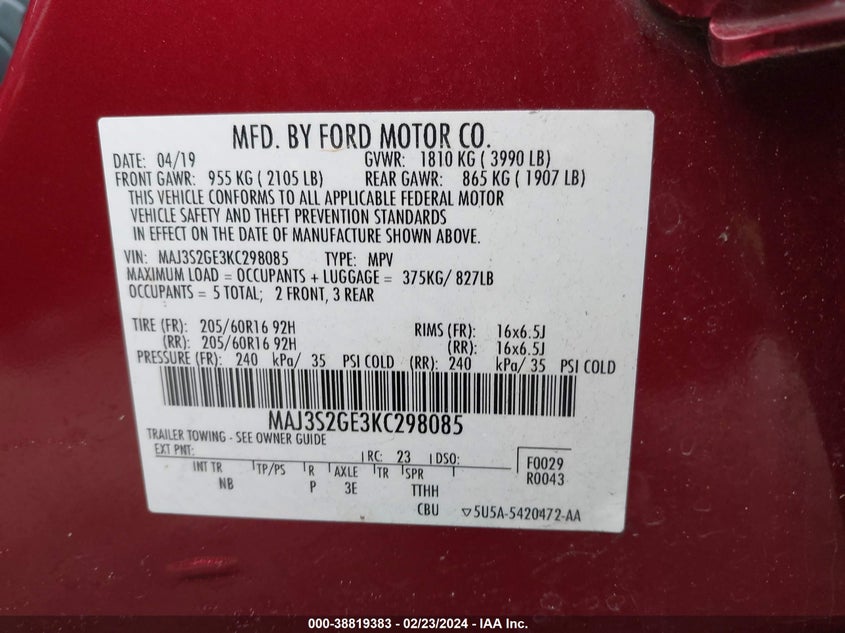 MFD. BY FORD MOTOR CO.
DATE: 04/19 GVWR: 1810 KG ( 3990 LB)
FRONT GAWR: 955 KG ( 2105 LB) REAR GAWR: 865 KG ( 1907 LB)
THIS VEHICLE CONFORMS TO ALL APPLICABLE FEDERAL MOTOR
VEHICLE SAFETY AND THEFT PREVENTION STANDARDS
IN EFFECT ON THE DATE OF MANUFACTURE SHOWN ABOVE.
VIN: MAJ3S2GE3KC298085 TYPE: MPV
MAXIMUM LOAD = OCCUPANTS + LUGGAGE = 375KG/ 827LB
OCCUPANTS = 5 TOTAL; 2 FRONT, 3 REAR
TIRE (FR): 205/60R16 92H RIMS (FR): 16x6.5J
(RR): 205/60R16 92H (RR): 16x6.5J
PRESSURE (FR): 240 kPa/ 35 PSI COLD (RR): 240 kPa/ 35 PSI COLD
MAJ3S2GE3KC298085
TRAILER TOWING - SEE OWNER GUIDE
EXT PNT: RC: 23 DSO: F0029
INT TR TP/PS R AXLE TR SPR R0043
NB P 3E TTHH
CBU ▽5U5A-5420472-AA
000-38819383 - 02/23/2024 - IAA Inc.